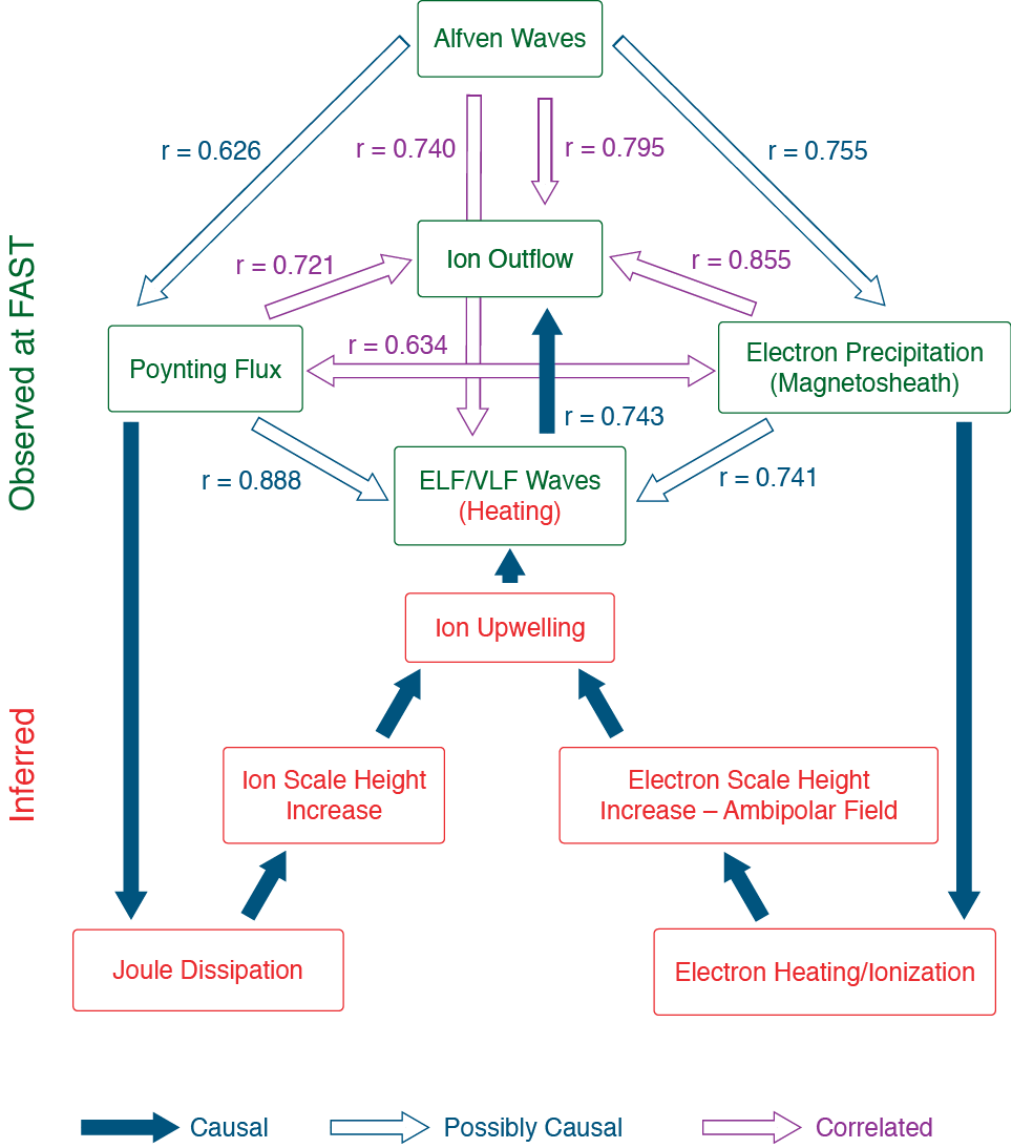 Alfven Waves
r = 0.626
r = 0.740
r = 0.795
r = 0.755
Observed at FAST
Ion Outflow
r = 0.721
r = 0.855
Poynting Flux
r = 0.634
Electron Precipitation
(Magnetosheath)
r = 0.743
r = 0.888
ELF/VLF Waves
(Heating)
r = 0.741
Inferred
Ion Upwelling
Ion Scale Height
Increase
Electron Scale Height
Increase – Ambipolar Field
Joule Dissipation
Electron Heating/Ionization
Causal
Possibly Causal
Correlated